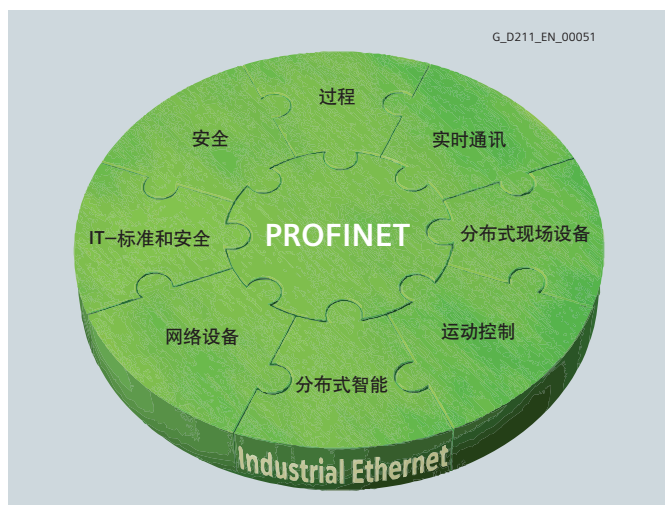 G_D211_EN_00051
过程
安全
实时通讯
IT-标准和安全
PROFINET
分布式现场设备
网络设备
运动控制
分布式智能
Industrial Ethernet